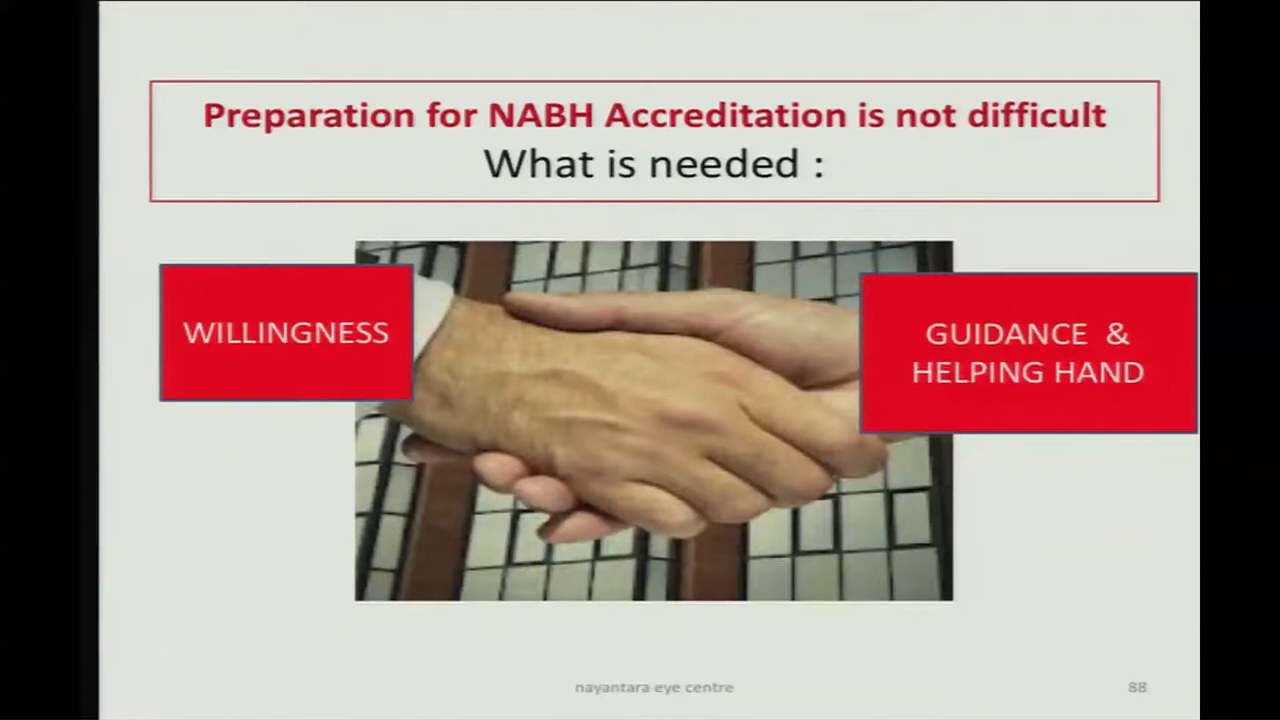 Preparation for NABH Accreditation is not difficult
What is needed :
WILLINGNESS
GUIDANCE & 
HELPING HAND
nayantara eye centre
88